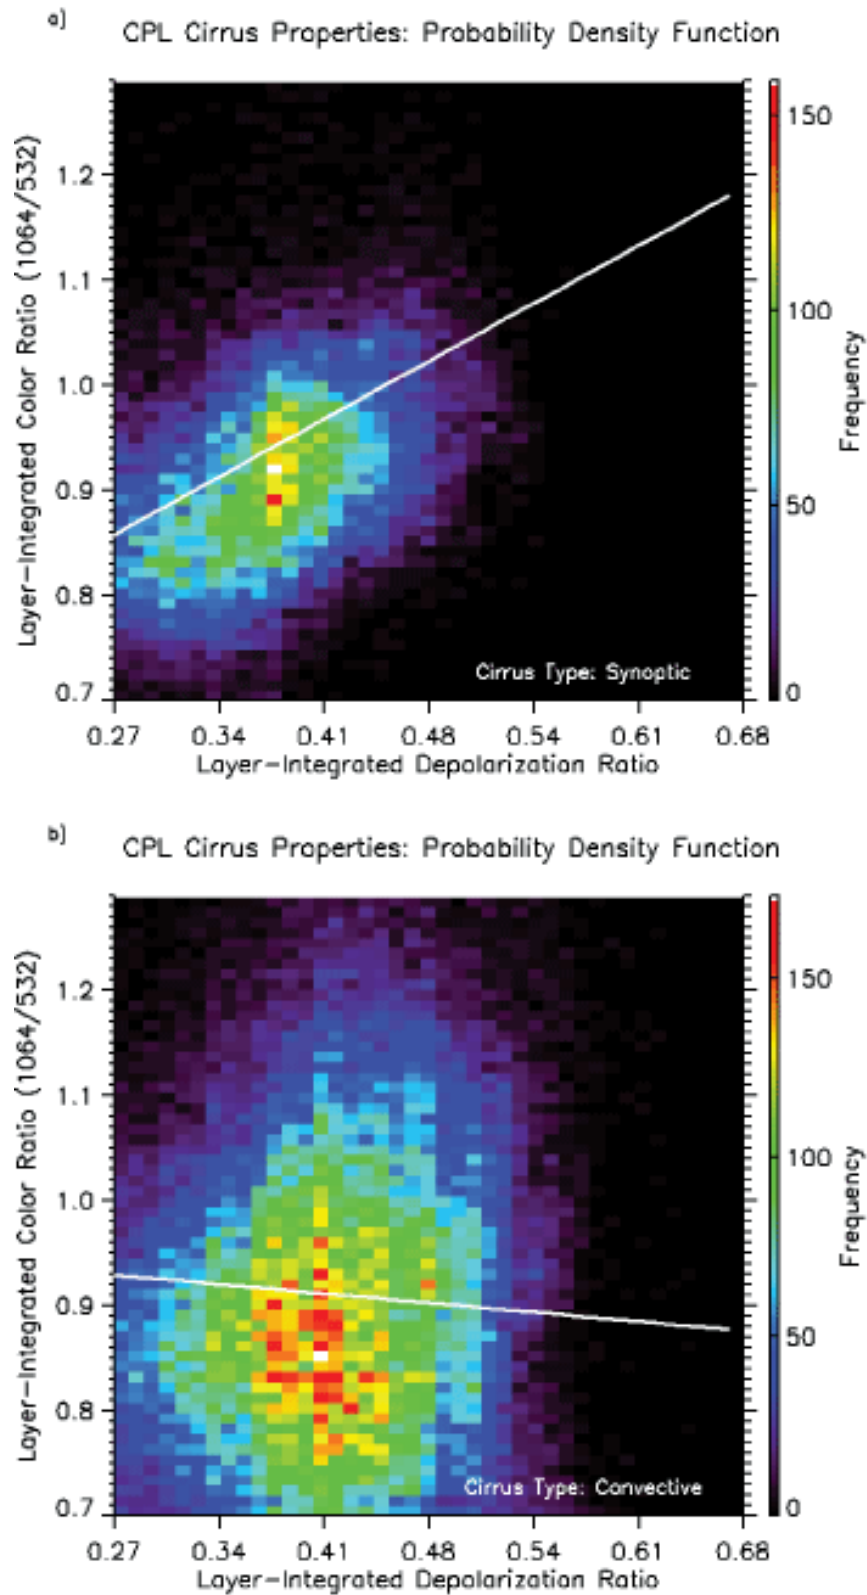 a]
CPL Cirrus Properties: Probability Density Function
Layer-Integrated Color Ratio (1064/532)
1.2
1.1
1.0
0.9
0.8
0.7
150
100
50
0
Frequency
Cirrus Type: Synoptic
0.27 0.34 0.41 0.48 0.54 0.61 0.68
Layer-Integrated Depolarization Ratio
b]
CPL Cirrus Properties: Probability Density Function
Layer-Integrated Color Ratio (1064/532)
1.2
1.1
1.0
0.9
0.8
0.7
150
100
50
0
Frequency
Cirrus Type: Convective
0.27 0.34 0.41 0.48 0.54 0.61 0.68
Layer-Integrated Depolarization Ratio